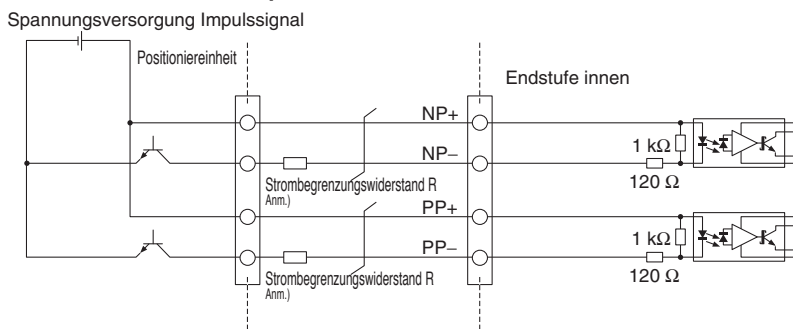 Spannungsversorgung Impulssignal
Positioniereinheit
Endstufe innen
NP+
NP–
1 kΩ
120 Ω
Strombegrenzungswiderstand R
Anm.)
PP+
PP–
1 kΩ
120 Ω
Strombegrenzungswiderstand R
Anm.)